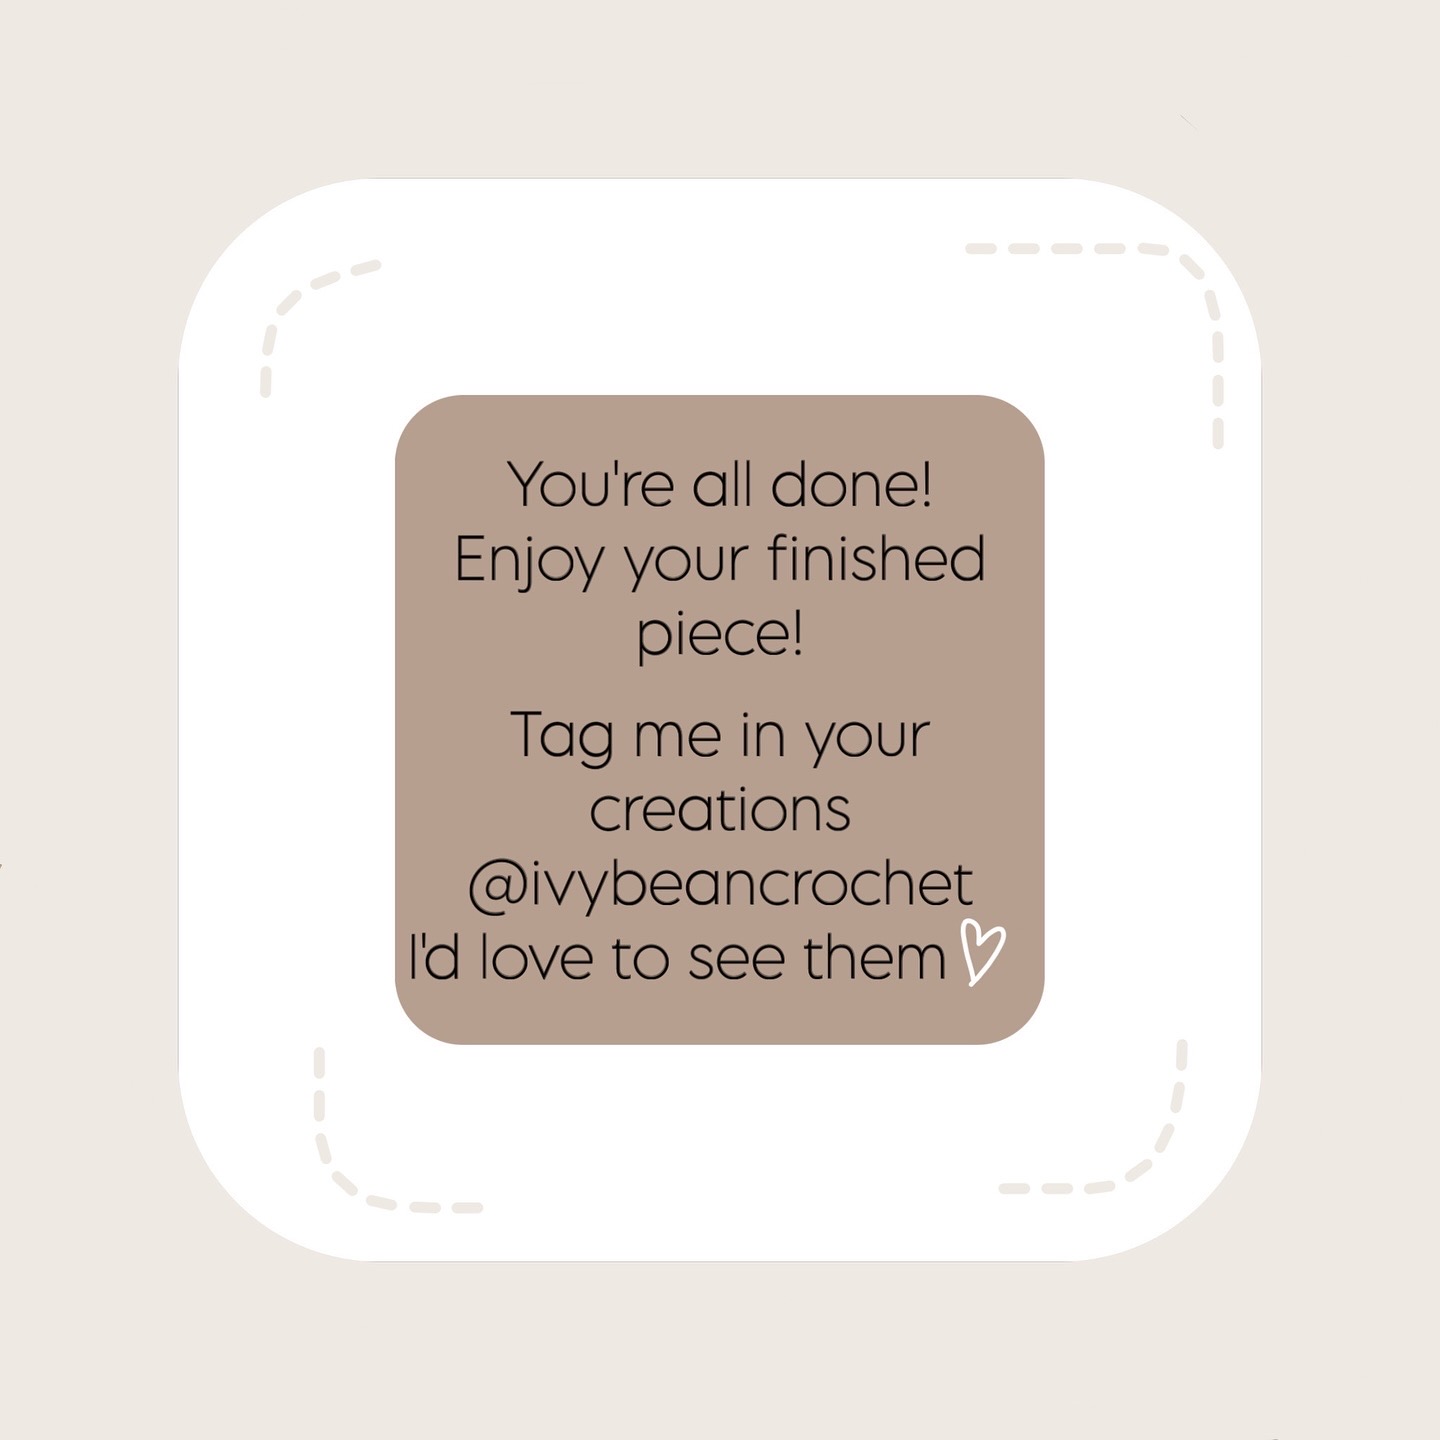 You're all done!
Enjoy your finished
piece!
Tag me in your
creations
@ivybeancrochet
I'd love to see them